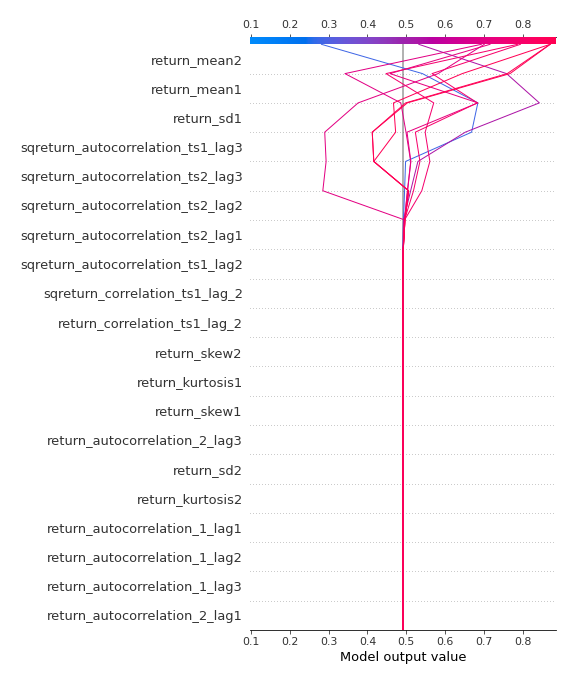 0.1 0.2 0.3 0.4 0.5 0.6 0.7 0.8
return_mean2
return_mean1
return_sd1
sqreturn_autocorrelation_ts1_lag3
sqreturn_autocorrelation_ts2_lag3
sqreturn_autocorrelation_ts2_lag2
sqreturn_autocorrelation_ts2_lag1
sqreturn_autocorrelation_ts1_lag2
sqreturn_correlation_ts1_lag_2
return_correlation_ts1_lag_2
return_skew2
return_kurtosis1
return_skew1
return_autocorrelation_2_lag3
return_sd2
return_kurtosis2
return_autocorrelation_1_lag1
return_autocorrelation_1_lag2
return_autocorrelation_1_lag3
return_autocorrelation_2_lag1
0.1 0.2 0.3 0.4 0.5 0.6 0.7 0.8
Model output value